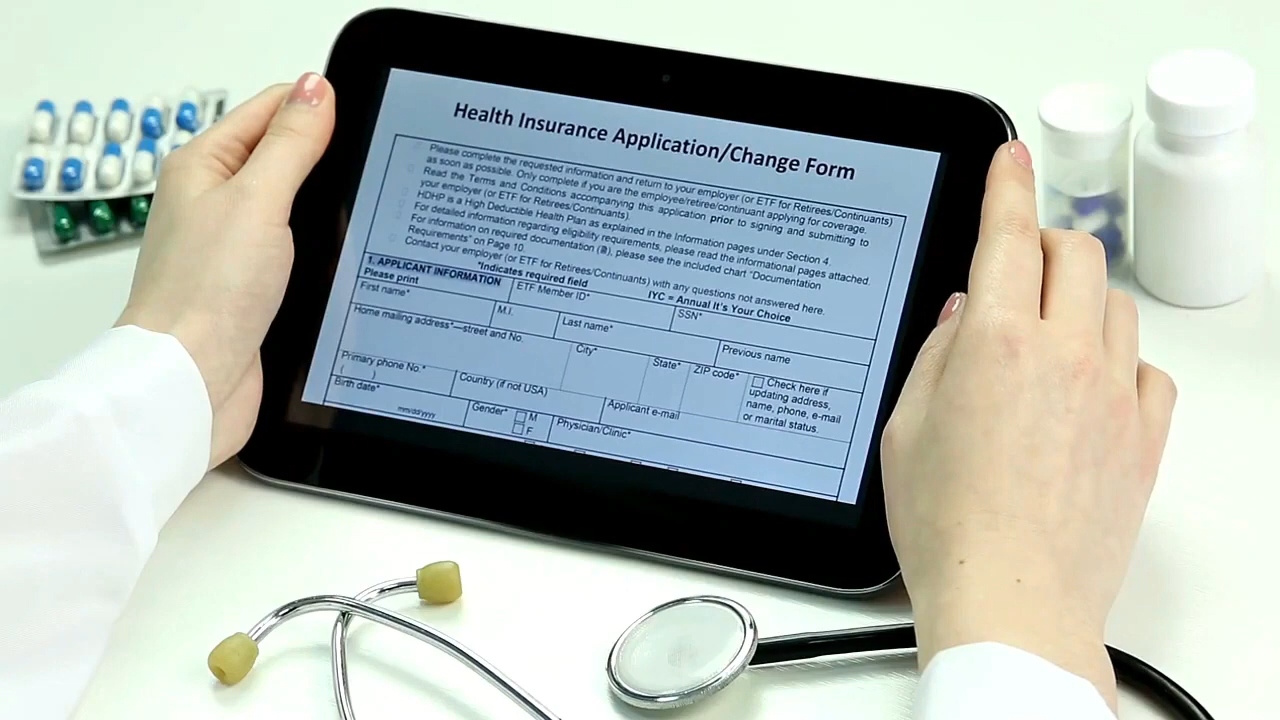 Health Insurance Application/Change Form
Please complete the requested information and return to your employer (or ETF for Retirees/Continuants)
as soon as possible. Only complete if you are the employee/retiree/continuant applying for coverage.
Read the Terms and Conditions accompanying this application prior to signing and submitting to
your employer (or ETF for Retirees/Continuants).
HDHP is a High Deductible Health Plan as explained in the Information pages under Section 4.
For detailed information regarding eligibility requirements, please read the informational pages attached.
For information on required documentation, please see the included chart "Documentation
Requirements" on Page 10.
Contact your employer (or ETF for Retirees/Continuants) with any questions not answered here.
1. APPLICANT INFORMATION *Indicates required field IYC = Annual It's Your Choice
Please print ETF Member ID* SSN*
First name* M.I. Last name* Previous name
Home mailing address*—street and No. City* State* ZIP code* Check here if
updating address,
name, phone, e-mail
or marital status.
Primary phone No.* Country (if not USA) Applicant e-mail
( )
Birth date* Gender* M Physician/Clinic*
mm/dd/yyyy F